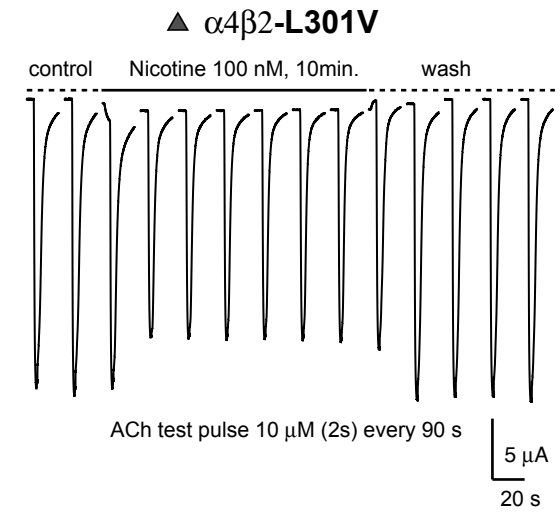 ▲ α4β2-L301V
control Nicotine 100 nM, 10min. wash
ACh test pulse 10 μM (2s) every 90 s
5 μA
20 s